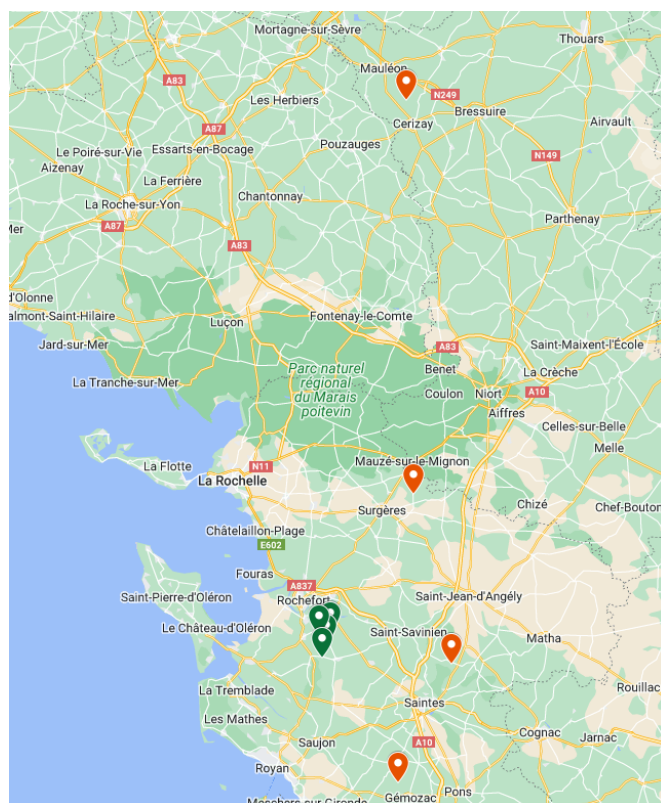 Mortagne-sur-Sèvre
Thouars
Mauléon
A83
N249
Les Herbiers
Bressuire
Cerizay
Airvault
A87
Pouzauges
Le Poiré-sur-Vie
Essarts-en-Bocage
N149
Aizenay
La Ferrière
Chantonnay
La Roche-sur-Yon
Parthenay
A87
Mer
A83
d'Olonne
almont-Saint-Hilaire
Luçon
Fontenay-le-Comte
Jard-sur-Mer
A83
Saint-Maixent-l'École
Parc naturel
régional
du Marais
poitevin
Benet
La Crèche
La Tranche-sur-Mer
Coulon
Niort
A10
Aiffres
Celles-sur-Belle
Melle
La Flotte
N11
Mauzé-sur-le-Mignon
La Rochelle
Surgères
Chizé
Chef-Bouton
Châtelaillon-Plage
E602
Fouras
A837
Saint-Pierre-d'Oléron
Rochefort
Saint-Jean-d'Angély
Le Château-d'Oléron
Saint-Savinien
Matha
La Tremblade
Rouillac
Les Mathes
Saintes
Saujon
A10
Cognac
Jarnac
Royan
Pons
Gémozac
Meschers-sur-Gironde